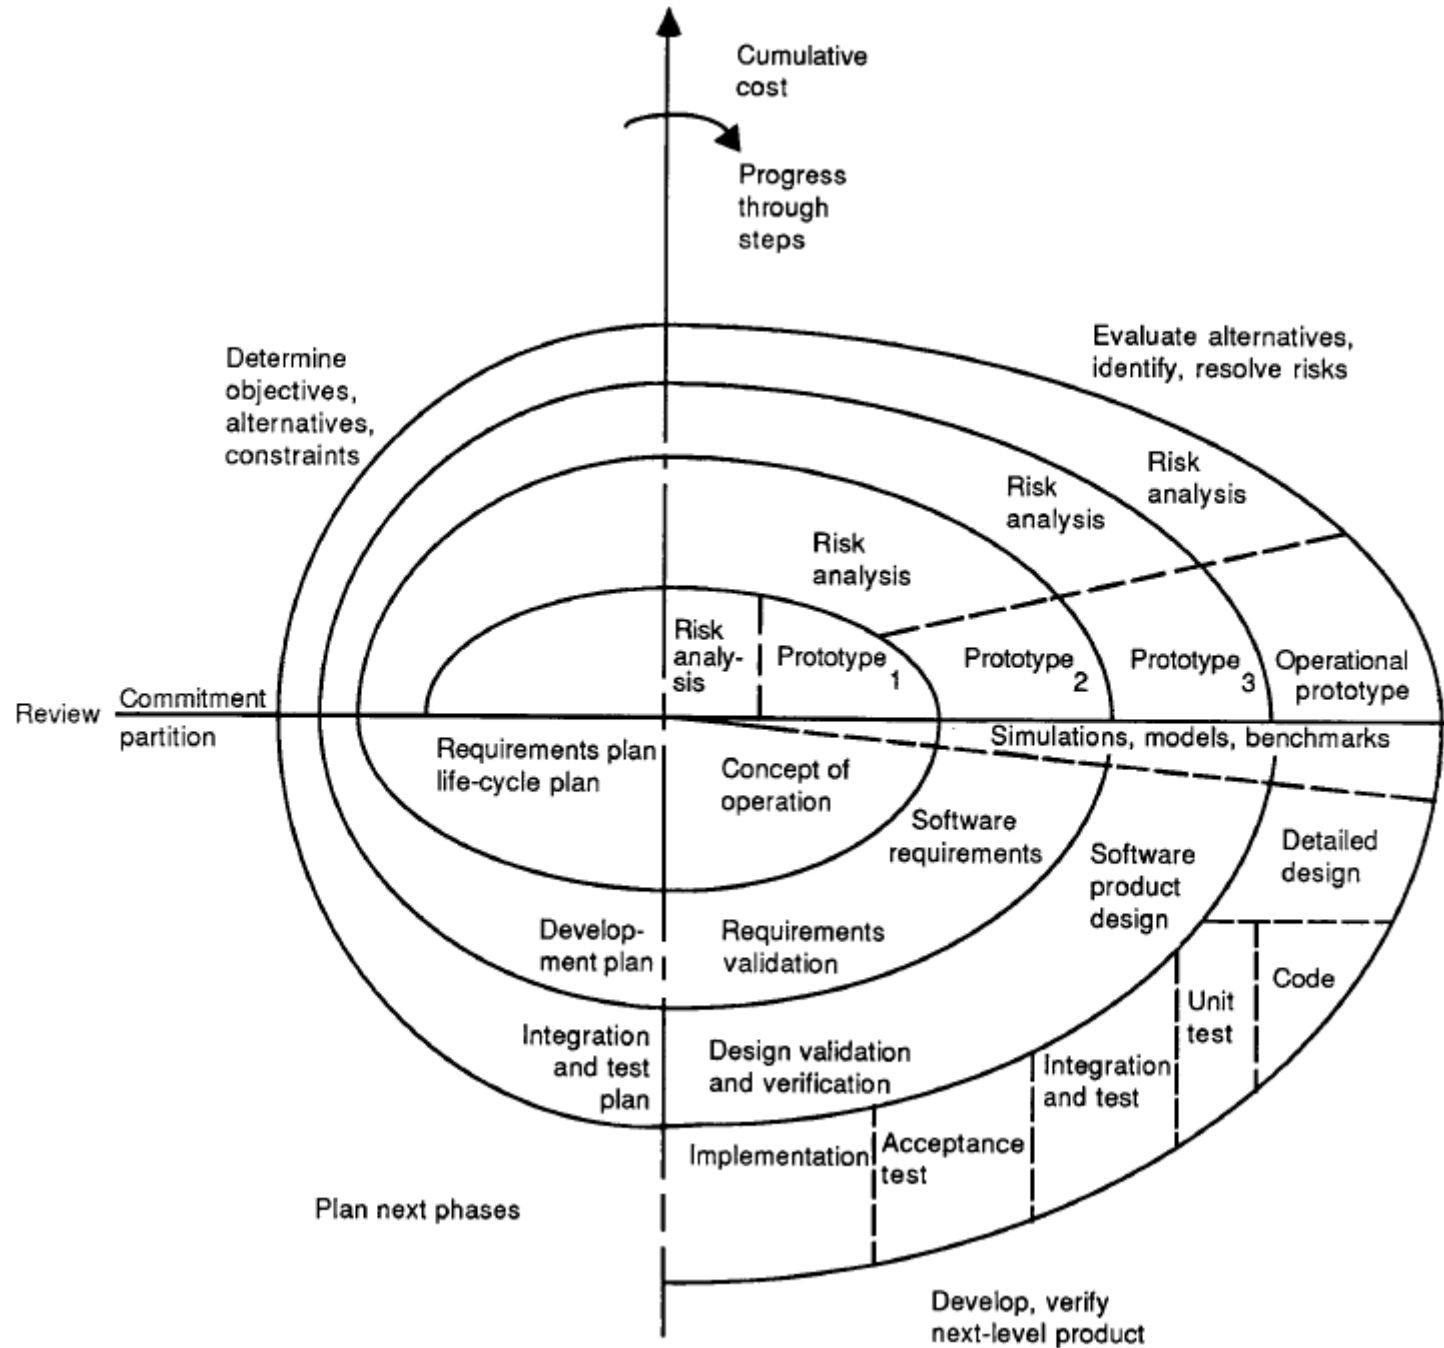 Cumulative
cost
Progress
through
steps
Determine
objectives,
alternatives,
constraints
Evaluate alternatives,
identify, resolve risks
Risk
analysis
Risk
analysis
Risk
analysis
Risk
analy-
sis
Prototype 1
Prototype 2
Prototype 3
Operational
prototype
Review
Commitment
partition
Simulations, models, benchmarks
Requirements plan
life-cycle plan
Concept of
operation
Software
requirements
Software
product
design
Detailed
design
Develop-
ment plan
Requirements
validation
Code
Unit
test
Integration
and test
plan
Design validation
and verification
Integration
and test
Acceptance
test
Implementation
Plan next phases
Develop, verify
next-level product